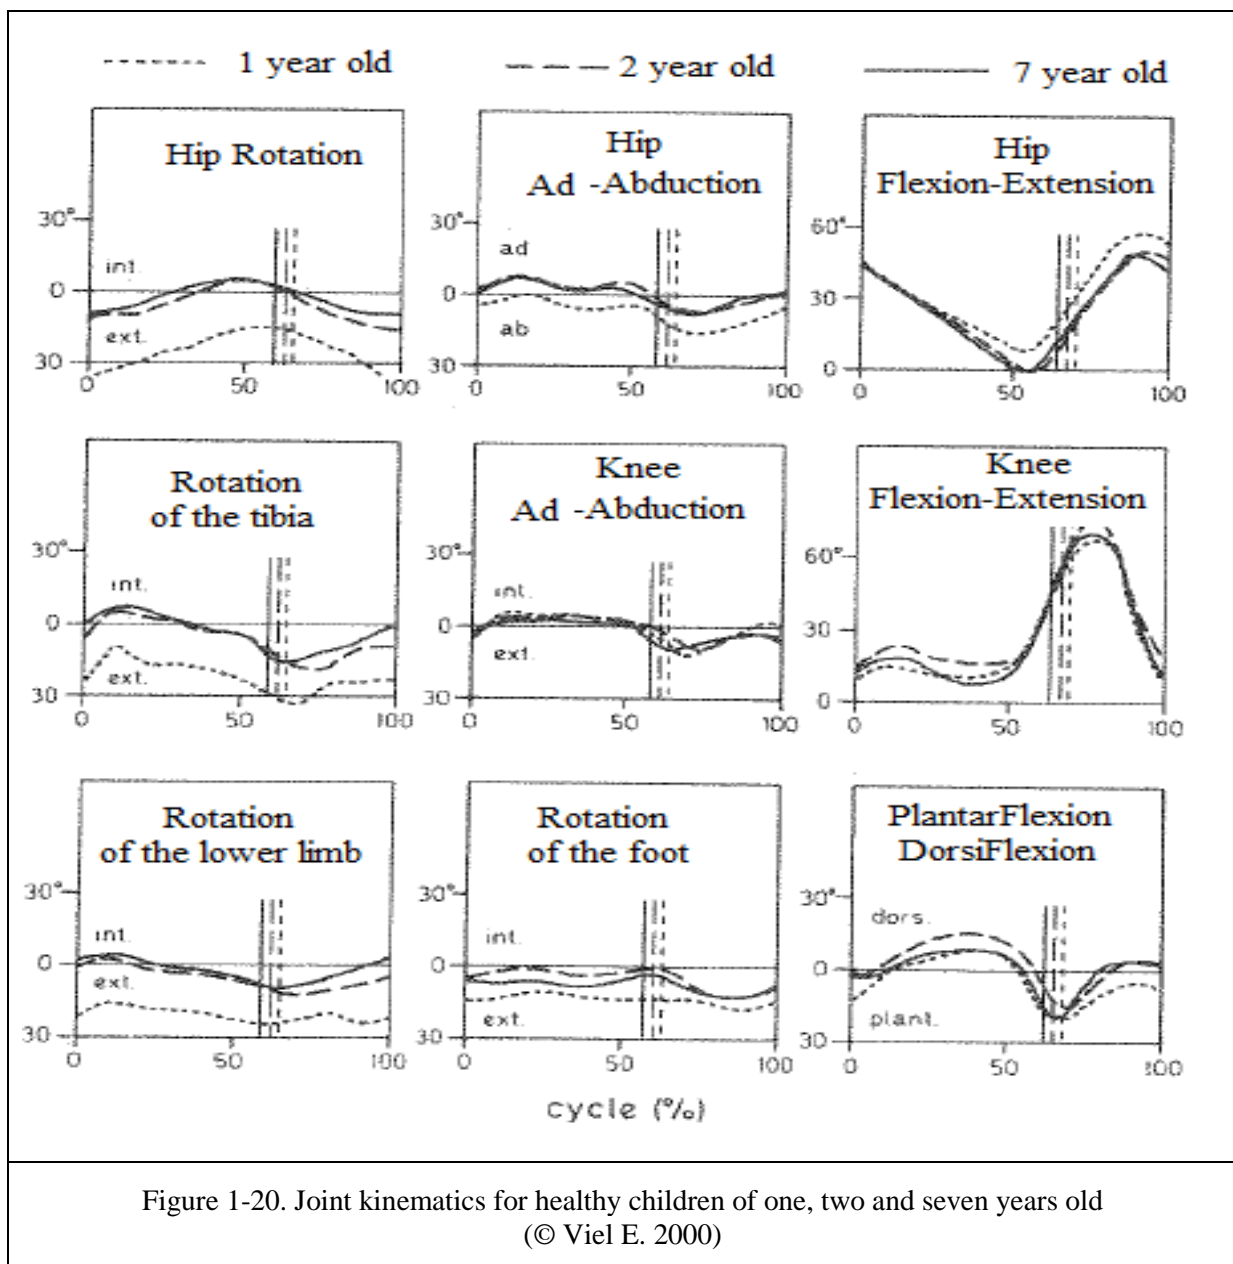 1 year old 2 year old 7 year old
Hip Rotation
30°
int.
0
ext.
30
0 50 100
Hip
Ad -Abduction
30°
ad
0
ab
30
0 50 100
Hip
Flexion-Extension
60°
30
0
0 50 100
Rotation
of the tibia
30°
int.
0
ext.
30
0 50 100
Knee
Ad -Abduction
30°
int.
0
ext.
30
0 50 100
Knee
Flexion-Extension
60°
30
0
0 50 100
Rotation
of the lower limb
30°
int.
0
ext.
30
0 50 100
Rotation
of the foot
30°
int.
0
ext.
30
0 50 100
PlantarFlexion
DorsiFlexion
30°
dors.
0
plant.
30
0 50 100
cycle (%)
Figure 1-20. Joint kinematics for healthy children of one, two and seven years old
(© Viel E. 2000)